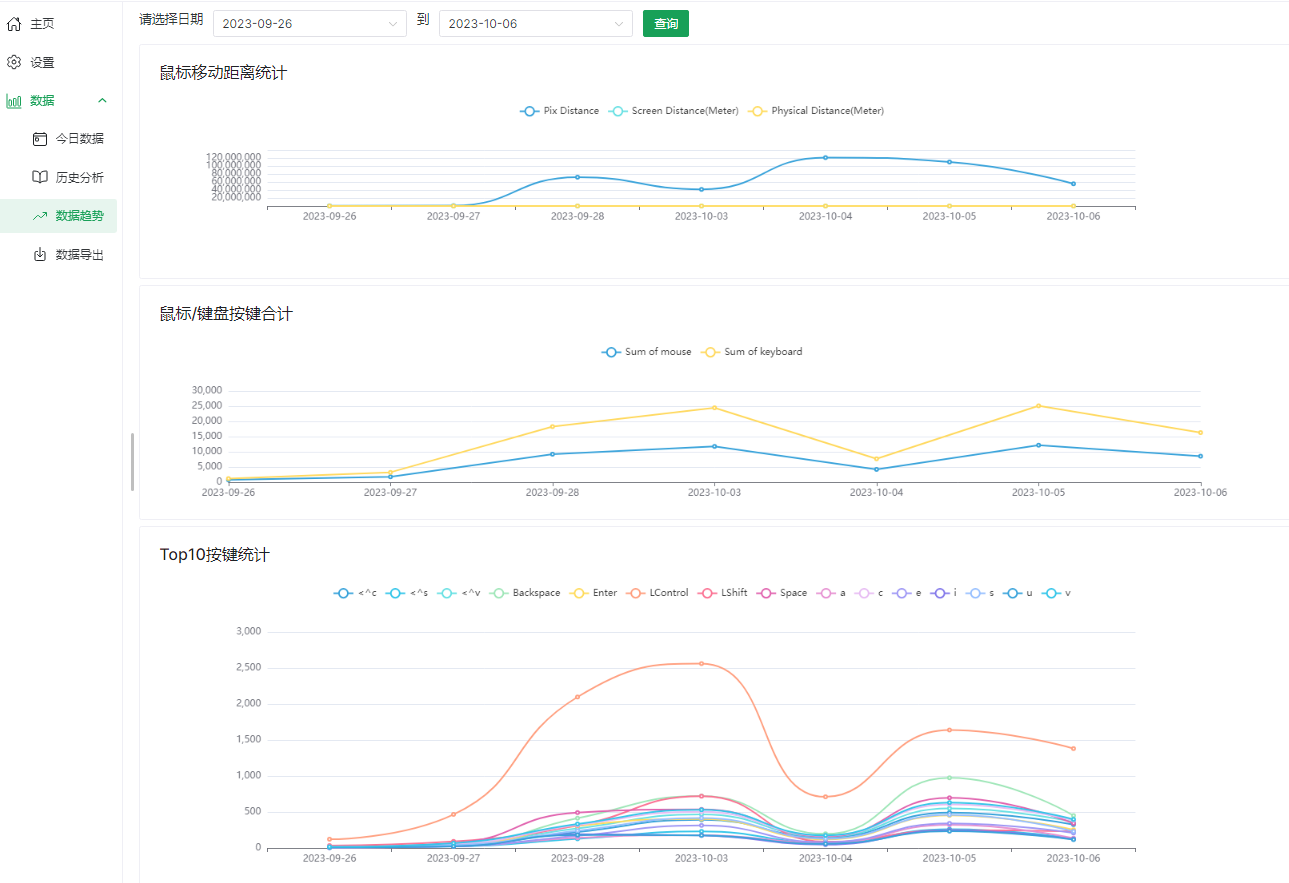 主页
设置
数据
今日数据
历史分析
数据趋势
数据导出
请选择日期 2023-09-26 到 2023-10-06 查询
鼠标移动距离统计
Pix Distance Screen Distance(Meter) Physical Distance(Meter)
120,000,000
100,000,000
80,000,000
60,000,000
40,000,000
20,000,000
2023-09-26 2023-09-27 2023-09-28 2023-10-03 2023-10-04 2023-10-05 2023-10-06
鼠标/键盘按键合计
Sum of mouse Sum of keyboard
30,000
25,000
20,000
15,000
10,000
5,000
0
2023-09-26 2023-09-27 2023-09-28 2023-10-03 2023-10-04 2023-10-05 2023-10-06
Top10按键统计
<^c <^s <^v Backspace Enter LControl LShift Space a c e i s u v
3,000
2,500
2,000
1,500
1,000
500
0
2023-09-26 2023-09-27 2023-09-28 2023-10-03 2023-10-04 2023-10-05 2023-10-06